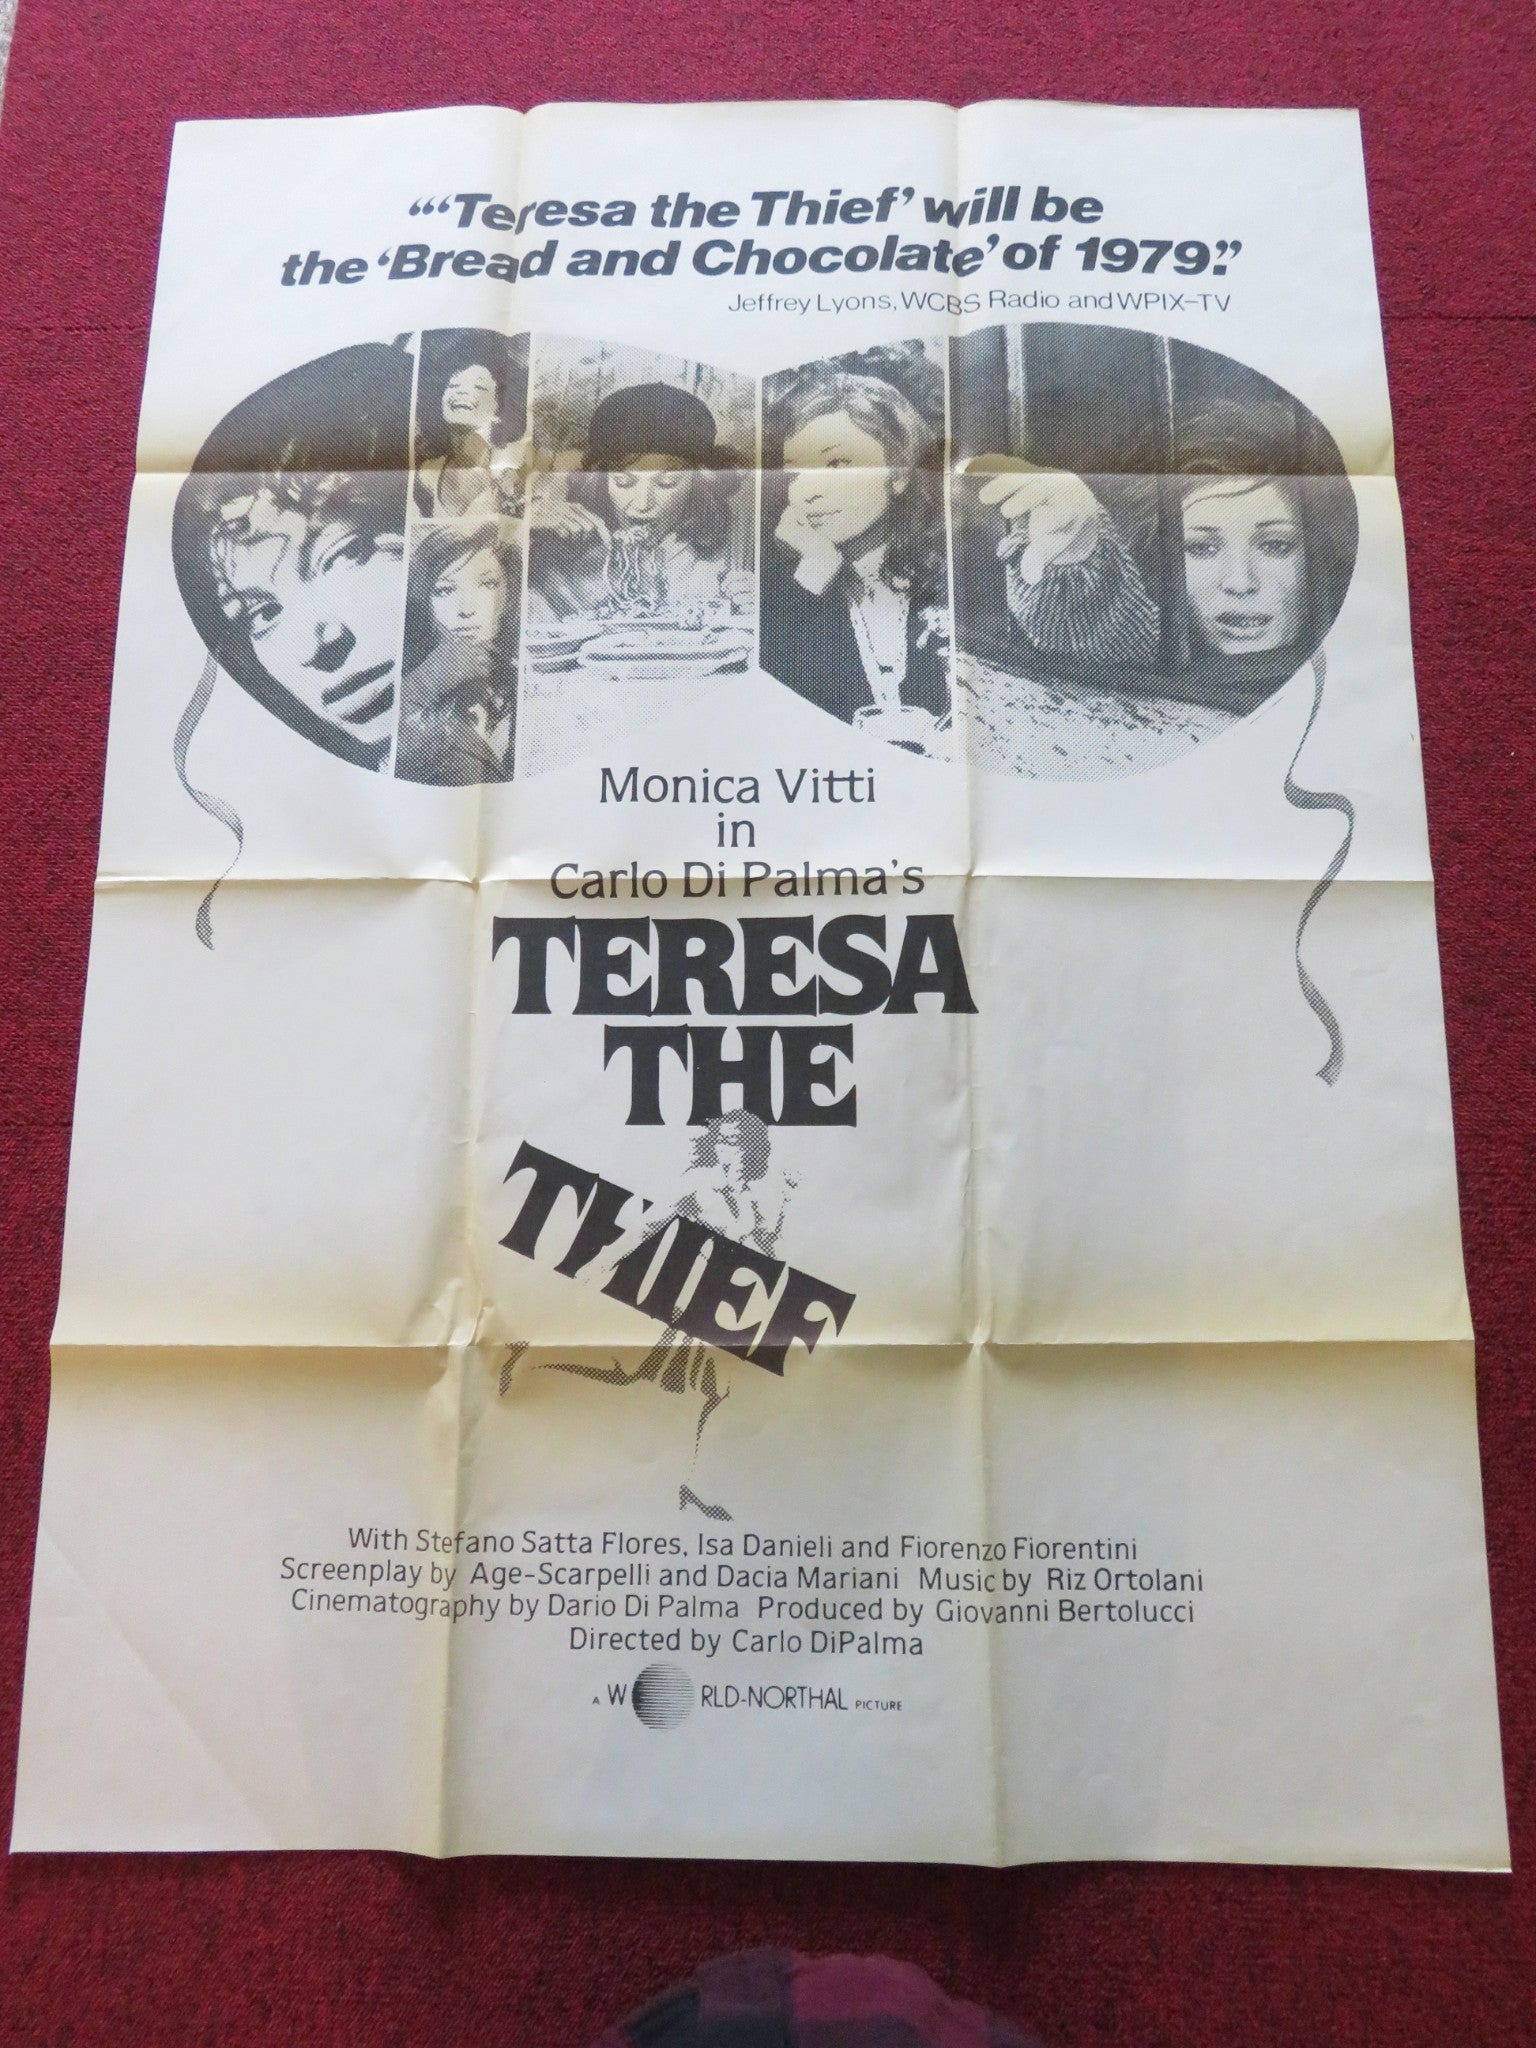 “‘Teresa the Thief’ will be
the ‘Bread and Chocolate’ of 1979.”
Jeffrey Lyons, WCBS Radio and WPIX-TV
Monica Vitti
in
Carlo Di Palma’s
TERESA
THE
THIEF
With Stefano Satta Flores, Isa Danieli and Fiorenzo Fiorentini
Screenplay by Age-Scarpelli and Dacia Mariani Music by Riz Ortolani
Cinematography by Dario Di Palma Produced by Giovanni Bertolucci
Directed by Carlo DiPalma
A WORLD-NORTHAL PICTURE